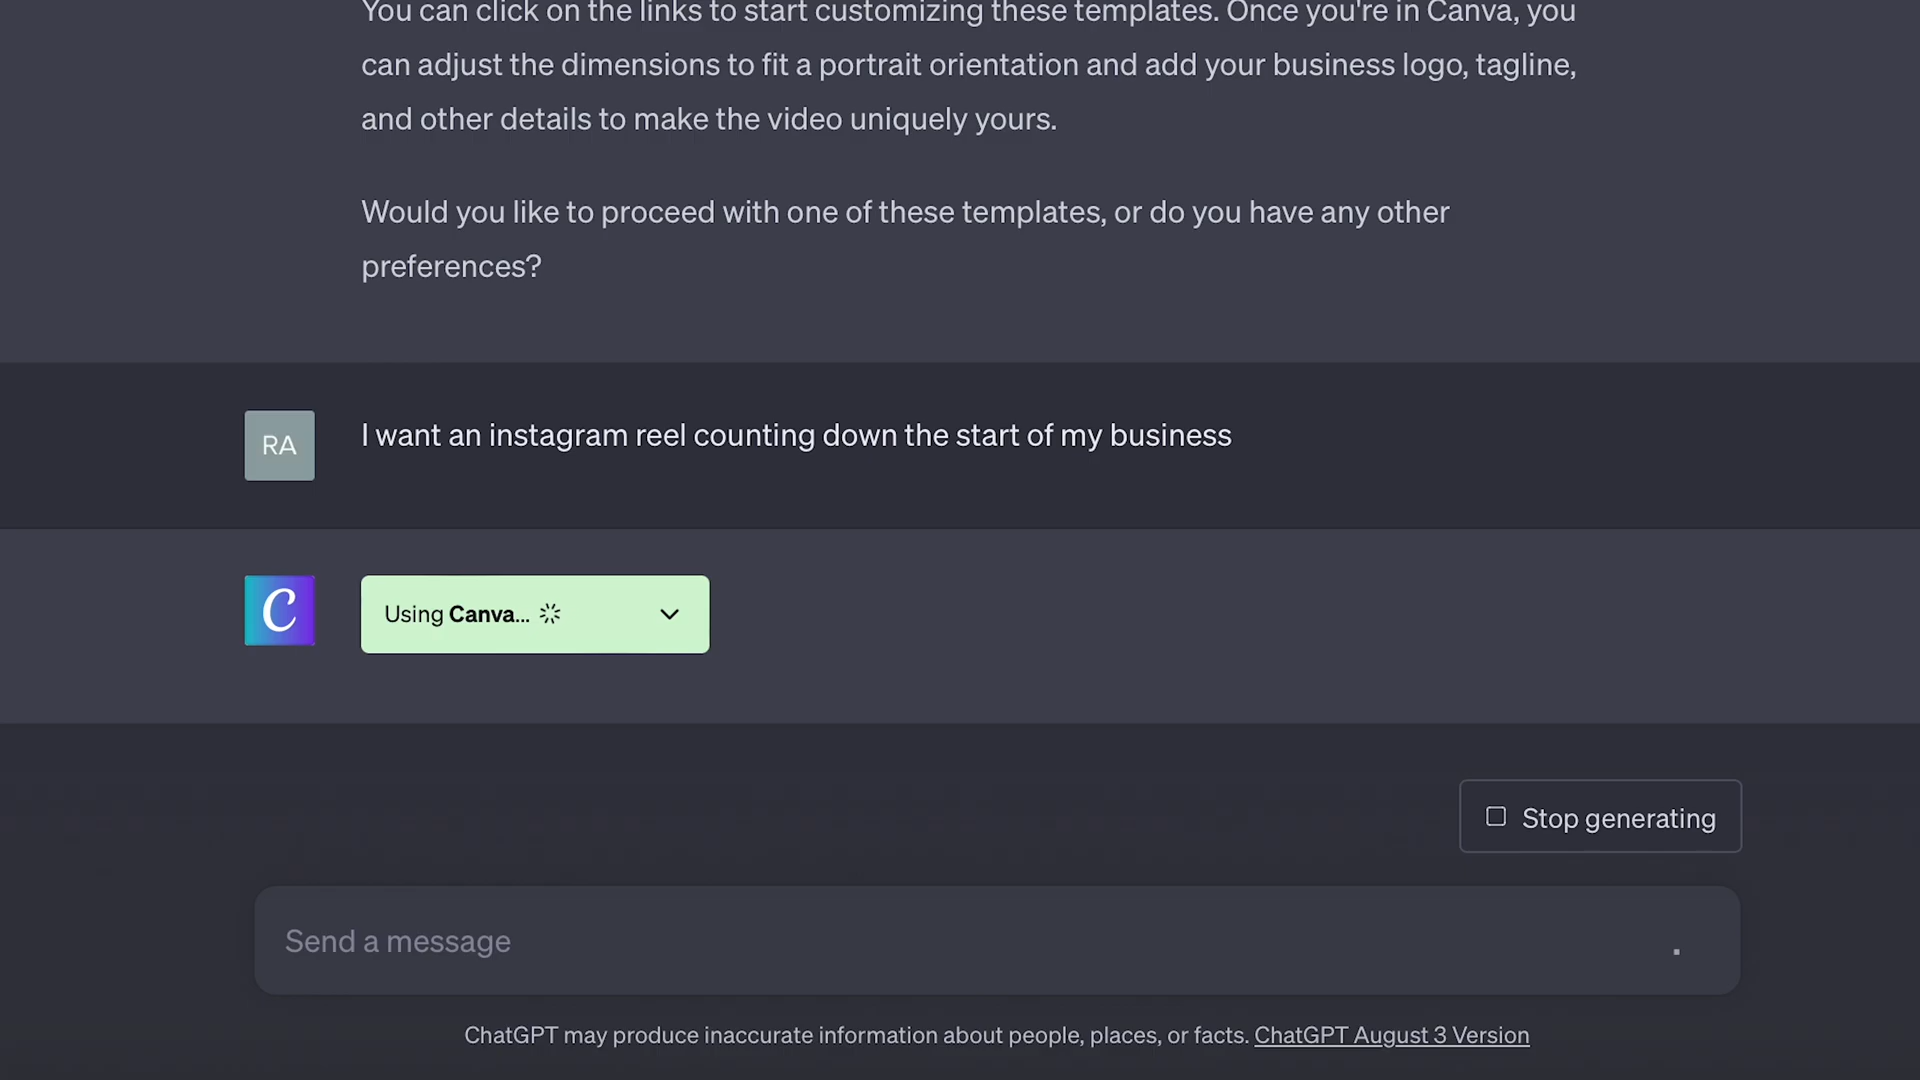 You can click on the links to start customizing these templates. Once you're in Canva, you
can adjust the dimensions to fit a portrait orientation and add your business logo, tagline,
and other details to make the video uniquely yours.
Would you like to proceed with one of these templates, or do you have any other
preferences?
RA
I want an instagram reel counting down the start of my business
C
Using Canva...
Stop generating
Send a message
ChatGPT may produce inaccurate information about people, places, or facts. ChatGPT August 3 Version